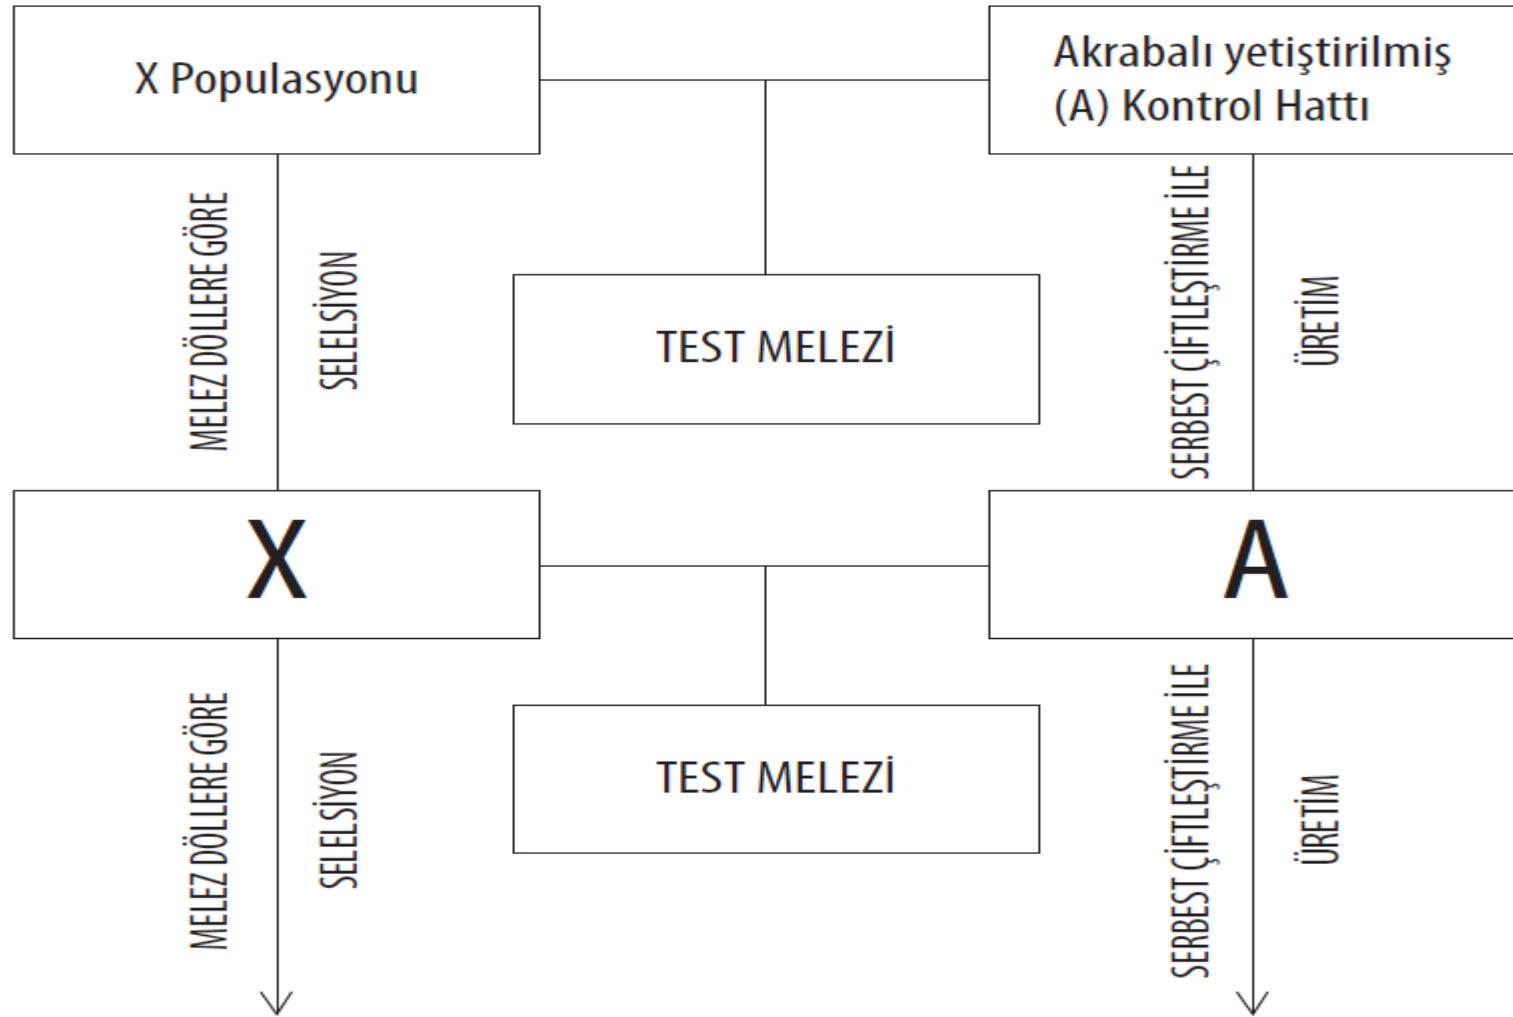 X Populasyonu
Akrabalı yetiştirilmiş
(A) Kontrol Hattı
MELEZ DÖLLERE GÖRE
SELELSİYON
SERBEST ÇİFTLEŞTİRME İLE
ÜRETİM
TEST MELEZİ
X
A
MELEZ DÖLLERE GÖRE
SELELSİYON
SERBEST ÇİFTLEŞTİRME İLE
ÜRETİM
TEST MELEZİ